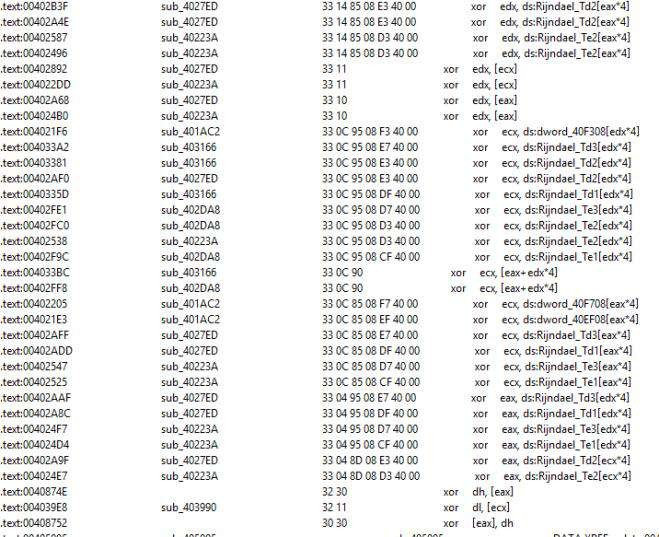 .text:00402B3F sub_4027ED 33 14 85 08 E3 40 00 xor edx, ds:Rijndael_Td2[eax*4]
.text:00402A4E sub_4027ED 33 14 85 08 E3 40 00 xor edx, ds:Rijndael_Td2[eax*4]
.text:00402587 sub_40223A 33 14 85 08 D3 40 00 xor edx, ds:Rijndael_Te2[eax*4]
.text:00402496 sub_40223A 33 14 85 08 D3 40 00 xor edx, ds:Rijndael_Te2[eax*4]
.text:00402892 sub_4027ED 33 11 xor edx, [ecx]
.text:004022DD sub_40223A 33 11 xor edx, [ecx]
.text:00402A68 sub_4027ED 33 10 xor edx, [eax]
.text:004024B0 sub_40223A 33 10 xor edx, [eax]
.text:004021F6 sub_401AC2 33 0C 95 08 F3 40 00 xor ecx, ds:dword_40F308[edx*4]
.text:004033A2 sub_403166 33 0C 95 08 E7 40 00 xor ecx, ds:Rijndael_Td3[edx*4]
.text:00403381 sub_403166 33 0C 95 08 E3 40 00 xor ecx, ds:Rijndael_Td2[edx*4]
.text:00402AF0 sub_4027ED 33 0C 95 08 E3 40 00 xor ecx, ds:Rijndael_Td2[edx*4]
.text:0040335D sub_403166 33 0C 95 08 DF 40 00 xor ecx, ds:Rijndael_Td1[edx*4]
.text:00402FE1 sub_402DA8 33 0C 95 08 D7 40 00 xor ecx, ds:Rijndael_Te3[edx*4]
.text:00402FC0 sub_402DA8 33 0C 95 08 D3 40 00 xor ecx, ds:Rijndael_Te2[edx*4]
.text:00402538 sub_40223A 33 0C 95 08 D3 40 00 xor ecx, ds:Rijndael_Te2[edx*4]
.text:00402F9C sub_402DA8 33 0C 95 08 CF 40 00 xor ecx, ds:Rijndael_Te1[edx*4]
.text:004033BC sub_403166 33 0C 90 xor ecx, [eax+edx*4]
.text:00402FF8 sub_402DA8 33 0C 90 xor ecx, [eax+edx*4]
.text:00402205 sub_401AC2 33 0C 85 08 F7 40 00 xor ecx, ds:dword_40F708[eax*4]
.text:004021E3 sub_401AC2 33 0C 85 08 EF 40 00 xor ecx, ds:dword_40EF08[eax*4]
.text:00402AFF sub_4027ED 33 0C 85 08 E7 40 00 xor ecx, ds:Rijndael_Td3[eax*4]
.text:00402ADD sub_4027ED 33 0C 85 08 DF 40 00 xor ecx, ds:Rijndael_Td1[eax*4]
.text:00402547 sub_40223A 33 0C 85 08 D7 40 00 xor ecx, ds:Rijndael_Te3[eax*4]
.text:00402525 sub_40223A 33 0C 85 08 CF 40 00 xor ecx, ds:Rijndael_Te1[eax*4]
.text:00402AAF sub_4027ED 33 04 95 08 E7 40 00 xor eax, ds:Rijndael_Td3[edx*4]
.text:00402A8C sub_4027ED 33 04 95 08 DF 40 00 xor eax, ds:Rijndael_Td1[edx*4]
.text:004024F7 sub_40223A 33 04 95 08 D7 40 00 xor eax, ds:Rijndael_Te3[edx*4]
.text:004024D4 sub_40223A 33 04 95 08 CF 40 00 xor eax, ds:Rijndael_Te1[edx*4]
.text:00402A9F sub_4027ED 33 04 8D 08 E3 40 00 xor eax, ds:Rijndael_Td2[ecx*4]
.text:004024E7 sub_40223A 33 04 8D 08 D3 40 00 xor eax, ds:Rijndael_Te2[ecx*4]
.text:0040874E 32 30 xor dh, [eax]
.text:004039E8 sub_403990 32 11 xor dl, [ecx]
.text:00408752 30 30 xor [eax], dh